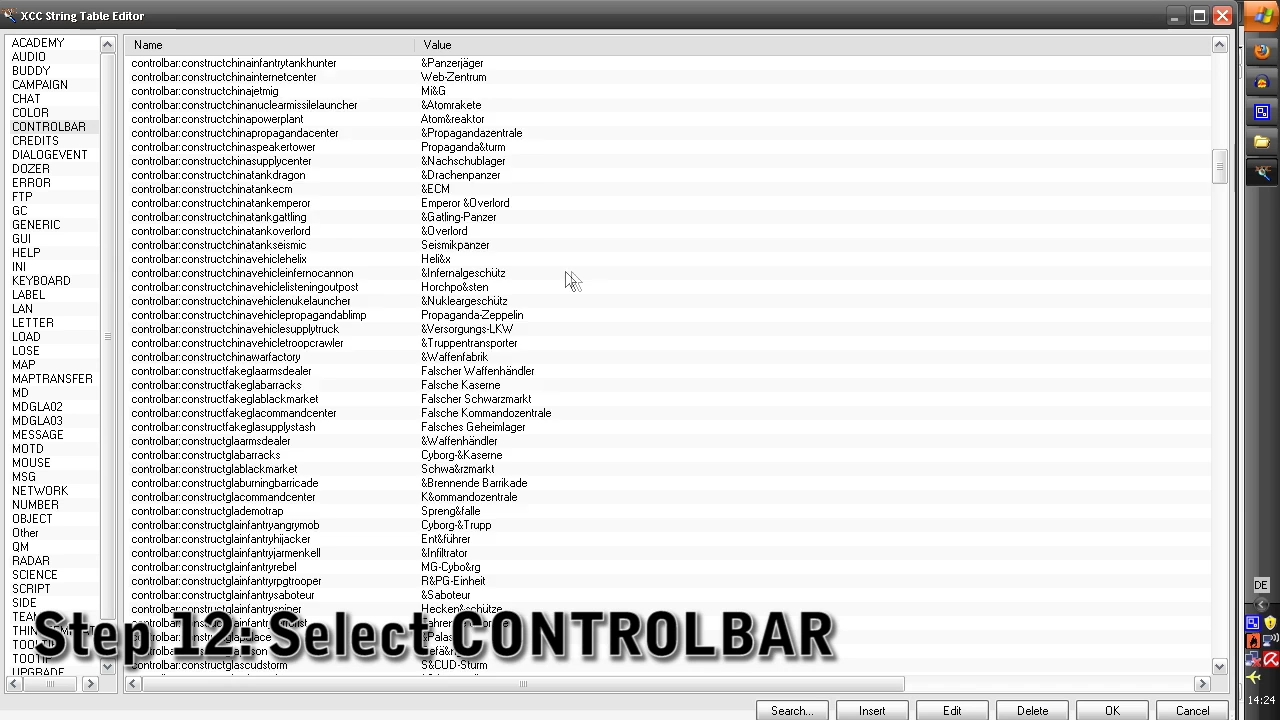 XCC String Table Editor
ACADEMY
AUDIO
BUDDY
CAMPAIGN
CHAT
COLOR
CONTROLBAR
CREDITS
DIALOGEVENT
DOZER
ERROR
FTP
GC
GENERIC
GUI
HELP
INI
KEYBOARD
LABEL
LAN
LETTER
LOAD
LOSE
MAP
MAPTRANSFER
MD
MDGLA02
MDGLA03
MESSAGE
MOTD
MOUSE
MSG
NETWORK
NUMBER
OBJECT
Other
QM
RADAR
SCIENCE
SCRIPT
SIDE
Name Value
controlbar:constructchinainfantrytankhunter &Panzerjäger
controlbar:constructchinainternetcenter Web-Zentrum
controlbar:constructchinajetmig Mi&G
controlbar:constructchinanuclearmissilelauncher &Atomrakete
controlbar:constructchinapowerplant Atom&reaktor
controlbar:constructchinapropagandacenter &Propagandazentrale
controlbar:constructchinaspeakertower Propaganda&turm
controlbar:constructchinasupplycenter &Nachschublager
controlbar:constructchinatankdragon &Drachenpanzer
controlbar:constructchinatankecm &ECM
controlbar:constructchinatankemperor Emperor &Overlord
controlbar:constructchinatankgattling &Gatling-Panzer
controlbar:constructchinatankoverlord &Overlord
controlbar:constructchinatankseismic Seismikpanzer
controlbar:constructchinavehiclehelix Heli&x
controlbar:constructchinavehicleinfernocannon &Infernalgeschütz
controlbar:constructchinavehiclelisteningoutpost Horchpo&sten
controlbar:constructchinavehiclenukelauncher &Nukleargeschütz
controlbar:constructchinavehiclepropagandablimp Propaganda-Zeppelin
controlbar:constructchinavehiclesupplytruck &Versorgungs-LKW
controlbar:constructchinavehicletroopcrawler &Truppentransporter
controlbar:constructchinawarfactory &Waffenfabrik
controlbar:constructfakeglaarmsdealer Falscher Waffenhändler
controlbar:constructfakeglabarracks Falsche Kaserne
controlbar:constructfakeglablackmarket Falscher Schwarzmarkt
controlbar:constructfakeglacommandcenter Falsche Kommandozentrale
controlbar:constructfakeglasupplystash Falsches Geheimlager
controlbar:constructglaarmsdealer &Waffenhändler
controlbar:constructglabarracks Cyborg-&Kaserne
controlbar:constructglablackmarket Schwa&rzmarkt
controlbar:constructglaburningbarricade &Brennende Barrikade
controlbar:constructglacommandcenter K&ommandozentrale
controlbar:constructglademotrap Spreng&falle
controlbar:constructglainfantryangrymob Cyborg-&Trupp
controlbar:constructglainfantryhijacker Ent&führer
controlbar:constructglainfantryjarmenkell &Infiltrator
controlbar:constructglainfantryrebel MG-Cybo&rg
controlbar:constructglainfantryrpgtrooper R&PG-Einheit
controlbar:constructglainfantrysaboteur &Saboteur
controlbar:constructglainfantrysniper Hecken&schütze
S&CUD-Sturm
Step 12: Select CONTROLBAR
Search... Insert Edit Delete OK Cancel
DE
14:24